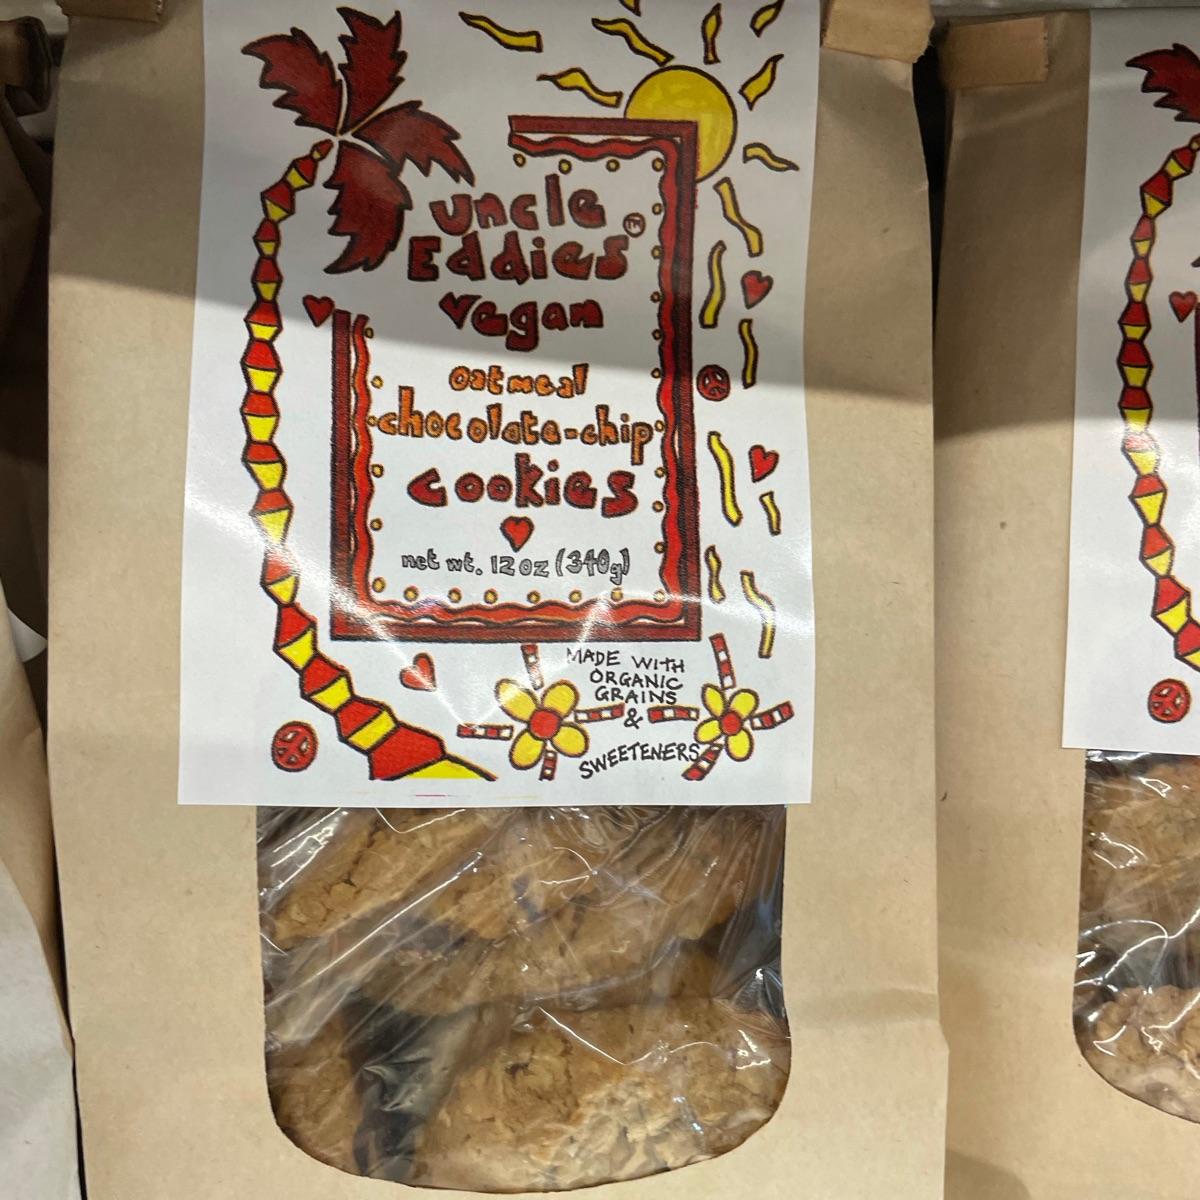 uncle
Eddies™
vegan
oatmeal
chocolate-chip
cookies
net wt. 12 oz (340g)
MADE WITH
ORGANIC
GRAINS
&
SWEETENERS